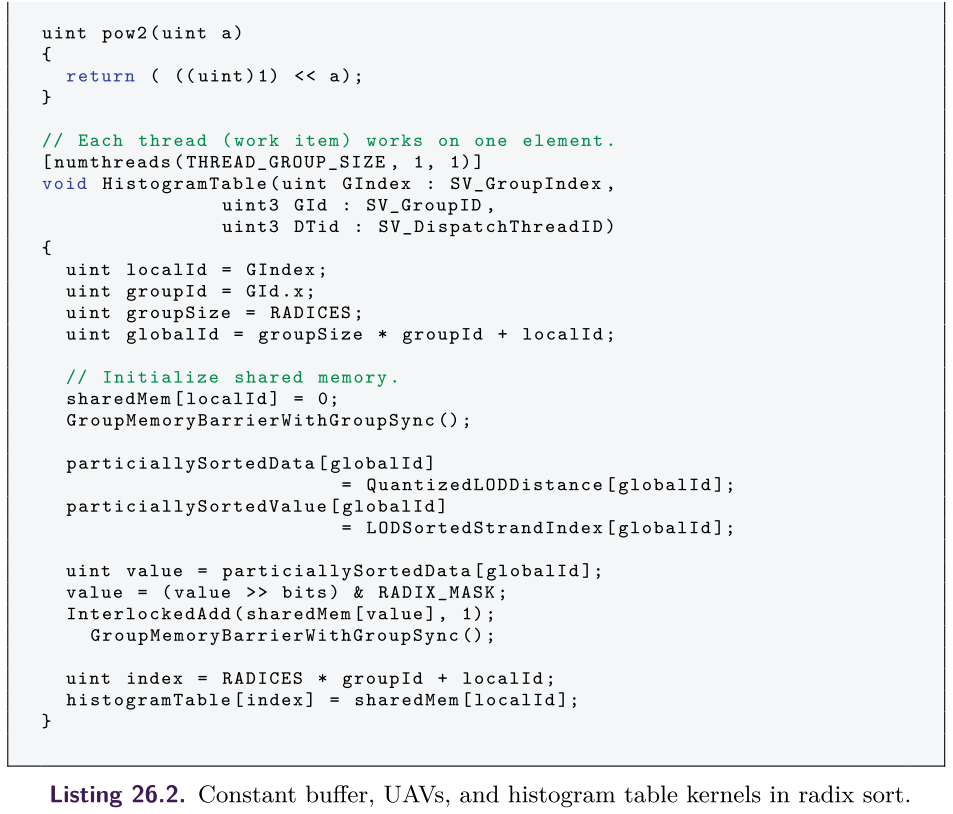 uint pow2(uint a)
{
  return ( ((uint)1) << a);
}

// Each thread (work item) works on one element.
[numthreads(THREAD_GROUP_SIZE, 1, 1)]
void HistogramTable(uint GIndex : SV_GroupIndex,
               uint3 GId : SV_GroupID,
               uint3 DTid : SV_DispatchThreadID)
{
  uint localId = GIndex;
  uint groupId = GId.x;
  uint groupSize = RADICES;
  uint globalId = groupSize * groupId + localId;

  // Initialize shared memory.
  sharedMem[localId] = 0;
  GroupMemoryBarrierWithGroupSync();

  particiallySortedData[globalId]
                         = QuantizedLODDistance[globalId];
  particiallySortedValue[globalId]
                         = LODSortedStrandIndex[globalId];

  uint value = particiallySortedData[globalId];
  value = (value >> bits) & RADIX_MASK;
  InterlockedAdd(sharedMem[value], 1);
    GroupMemoryBarrierWithGroupSync();

  uint index = RADICES * groupId + localId;
  histogramTable[index] = sharedMem[localId];
}

Listing 26.2. Constant buffer, UAVs, and histogram table kernels in radix sort.